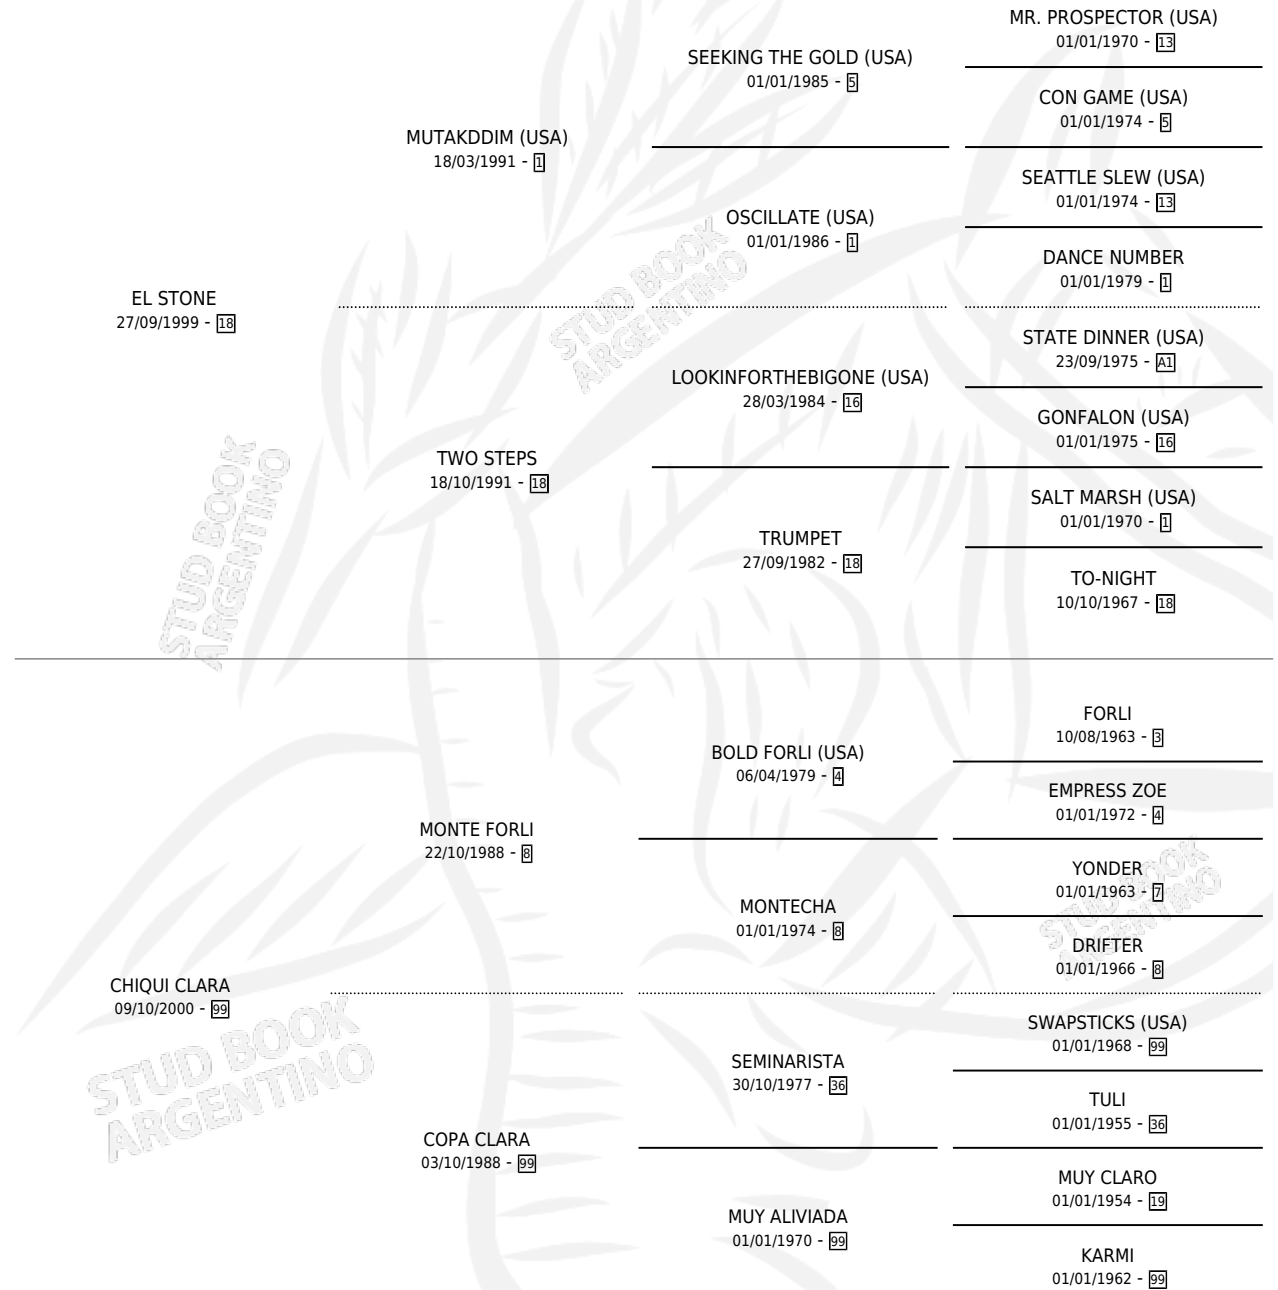 MR. PROSPECTOR (USA)
01/01/1970 - 13
SEEKING THE GOLD (USA)
01/01/1985 - 5
CON GAME (USA)
01/01/1974 - 5
MUTAKDDIM (USA)
18/03/1991 - 1
SEATTLE SLEW (USA)
01/01/1974 - 13
OSCILLATE (USA)
01/01/1986 - 1
DANCE NUMBER
01/01/1979 - 1
EL STONE
27/09/1999 - 18
STATE DINNER (USA)
23/09/1975 - A1
LOOKINFORTHEBIGONE (USA)
28/03/1984 - 16
GONFALON (USA)
01/01/1975 - 16
TWO STEPS
18/10/1991 - 18
SALT MARSH (USA)
01/01/1970 - 1
TRUMPET
27/09/1982 - 18
TO-NIGHT
10/10/1967 - 18
FORLI
10/08/1963 - 3
BOLD FORLI (USA)
06/04/1979 - 4
EMPRESS ZOE
01/01/1972 - 4
MONTE FORLI
22/10/1988 - 8
YONDER
01/01/1963 - 7
MONTECHA
01/01/1974 - 8
DRIFTER
01/01/1966 - 8
CHIQUI CLARA
09/10/2000 - 99
SWAPSTICKS (USA)
01/01/1968 - 99
SEMINARISTA
30/10/1977 - 36
TULI
01/01/1955 - 36
COPA CLARA
03/10/1988 - 99
MUY CLARO
01/01/1954 - 19
MUY ALIVIADA
01/01/1970 - 99
KARMI
01/01/1962 - 99
STUD BOOK
ARGENTINO
STUD BOOK
ARGENTINO
STUD BOOK
ARGENTINO
STUD BOOK
ARGENTINO